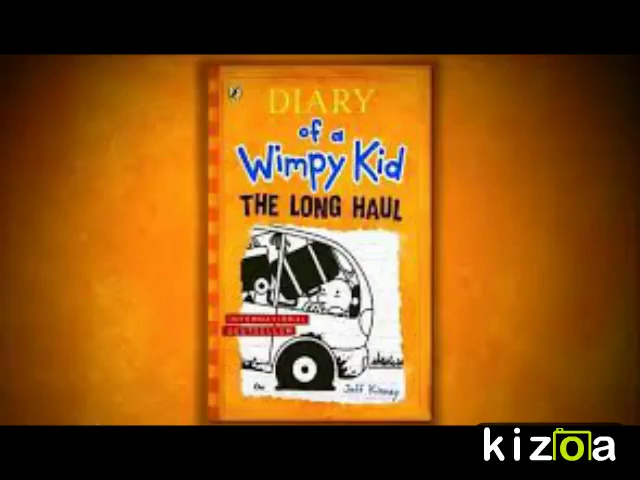 DIARY
of a
Wimpy Kid
THE LONG HAUL
INTERNATIONAL
BESTSELLER
Jeff Kinney
kizoa